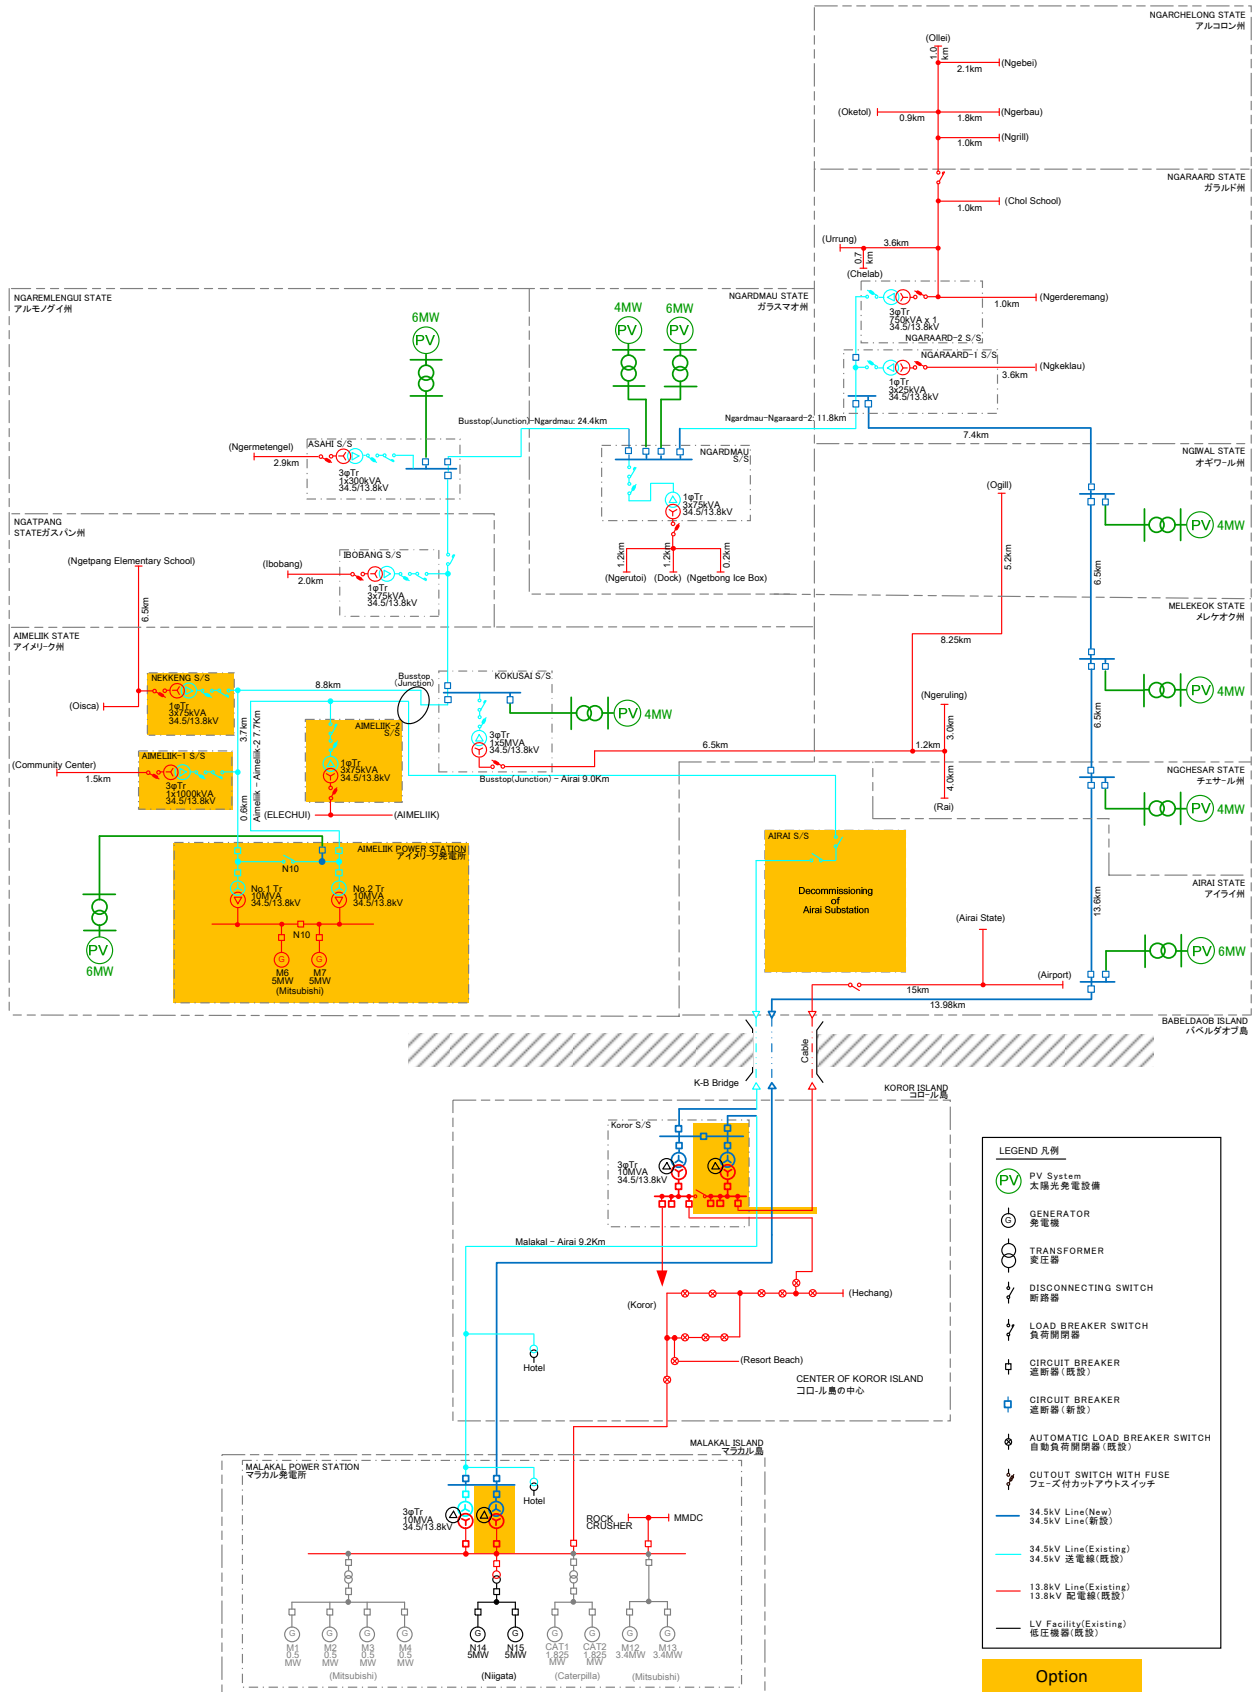 NGARCHELONG STATE
アルコロン州
(Ollei)
1.0
km
2.1km
(Ngebei)
(Oketol)
0.9km
1.8km
(Ngerbau)
1.0km
(Ngrill)
NGARAARD STATE
ガラルド州
1.0km
(Chol School)
(Urrung)
3.6km
0.7
km
(Chelab)
1.0km
(Ngerderemang)
3φTr
750kVA x 1
34.5/13.8kV
NGARAARD-2 S/S
NGARAARD-1 S/S
3.6km
(Ngkeklau)
1φTr
3x25kVA
34.5/13.8kV
7.4km
NGAREMLENGUI STATE
アルモノグイ州
6MW
PV
NGARDMAU STATE
ガラスマオ州
4MW
6MW
PV
PV
Busstop(Junction)-Ngardmau: 24.4km
Ngardmau-Ngaraard-2: 11.8km
(Ngermetengel)
2.9km
ASAHI S/S
3φTr
1x300kVA
34.5/13.8kV
NGARDMAU
S/S
1φTr
3x75kVA
34.5/13.8kV
1.2km
1.2km
0.2km
(Ngerutoi)
(Dock)
(Ngetbong Ice Box)
NGIWAL STATE
オギワール州
(Ogill)
5.2km
PV
4MW
6.5km
NGATPANG
STATEガスパン州
(Ngetpang Elementary School)
6.5km
(Ibobang)
2.0km
IBOBANG S/S
1φTr
3x75kVA
34.5/13.8kV
MELEKEOK STATE
メレケオク州
8.25km
PV
4MW
6.5km
AIMELIIK STATE
アイメリーク州
NEKKENG S/S
(Oisca)
1φTr
3x75kVA
34.5/13.8kV
8.8km
Busstop
(Junction)
KOKUSAI S/S
PV
4MW
3φTr
1x5MVA
34.5/13.8kV
6.5km
(Ngeruling)
3.0km
1.2km
4.0km
(Rai)
3.7km
Aimeliik - Aimeliik-2 7.7Km
AIMELIIK-2
S/S
1φTr
3x75kVA
34.5/13.8kV
Busstop(Junction) - Airai 9.0Km
(ELECHUI)
(AIMELIIK)
(Community Center)
1.5km
AIMELIIK-1 S/S
3φTr
1x1000kVA
34.5/13.8kV
0.6km
NGCHESAR STATE
チェサール州
PV
4MW
13.6km
AIMELIIK POWER STATION
アイメリーク発電所
N10
No.1 Tr
10MVA
34.5/13.8kV
No.2 Tr
10MVA
34.5/13.8kV
N10
G
M6
5MW
G
M7
5MW
(Mitsubishi)
PV
6MW
AIRAI S/S
Decommissioning
of
Airai Substation
AIRAI STATE
アイライ州
(Airai State)
15km
(Airport)
PV
6MW
13.98km
BABELDAOB ISLAND
バベルダオブ島
K-B Bridge
Cable
KOROR ISLAND
コロール島
Koror S/S
3φTr
10MVA
34.5/13.8kV
Malakal - Airai 9.2Km
(Koror)
(Hechang)
(Resort Beach)
Hotel
CENTER OF KOROR ISLAND
コロール島の中心
MALAKAL ISLAND
マラカル島
MALAKAL POWER STATION
マラカル発電所
3φTr
10MVA
34.5/13.8kV
Hotel
ROCK
CRUSHER
MMDC
G
M1
0.5
MW
G
M2
0.5
MW
G
M3
0.5
MW
G
M4
0.5
MW
(Mitsubishi)
G
N14
5MW
G
N15
5MW
(Niigata)
G
CAT1
1.825
MW
G
CAT2
1.825
MW
(Caterpilla)
G
M12
3.4MW
G
M13
3.4MW
(Mitsubishi)
LEGEND 凡例
PV
PV System
太陽光発電設備
G
GENERATOR
発電機
TRANSFORMER
変圧器
DISCONNECTING SWITCH
断路器
LOAD BREAKER SWITCH
負荷開閉器
CIRCUIT BREAKER
遮断器(既設)
CIRCUIT BREAKER
遮断器(新設)
AUTOMATIC LOAD BREAKER SWITCH
自動負荷開閉器(既設)
CUTOUT SWITCH WITH FUSE
フェーズ付カットアウトスイッチ
34.5kV Line(New)
34.5kV Line(新設)
34.5kV Line(Existing)
34.5kV 送電線(既設)
13.8kV Line(Existing)
13.8kV 配電線(既設)
LV Facility(Existing)
低圧機器(既設)
Option